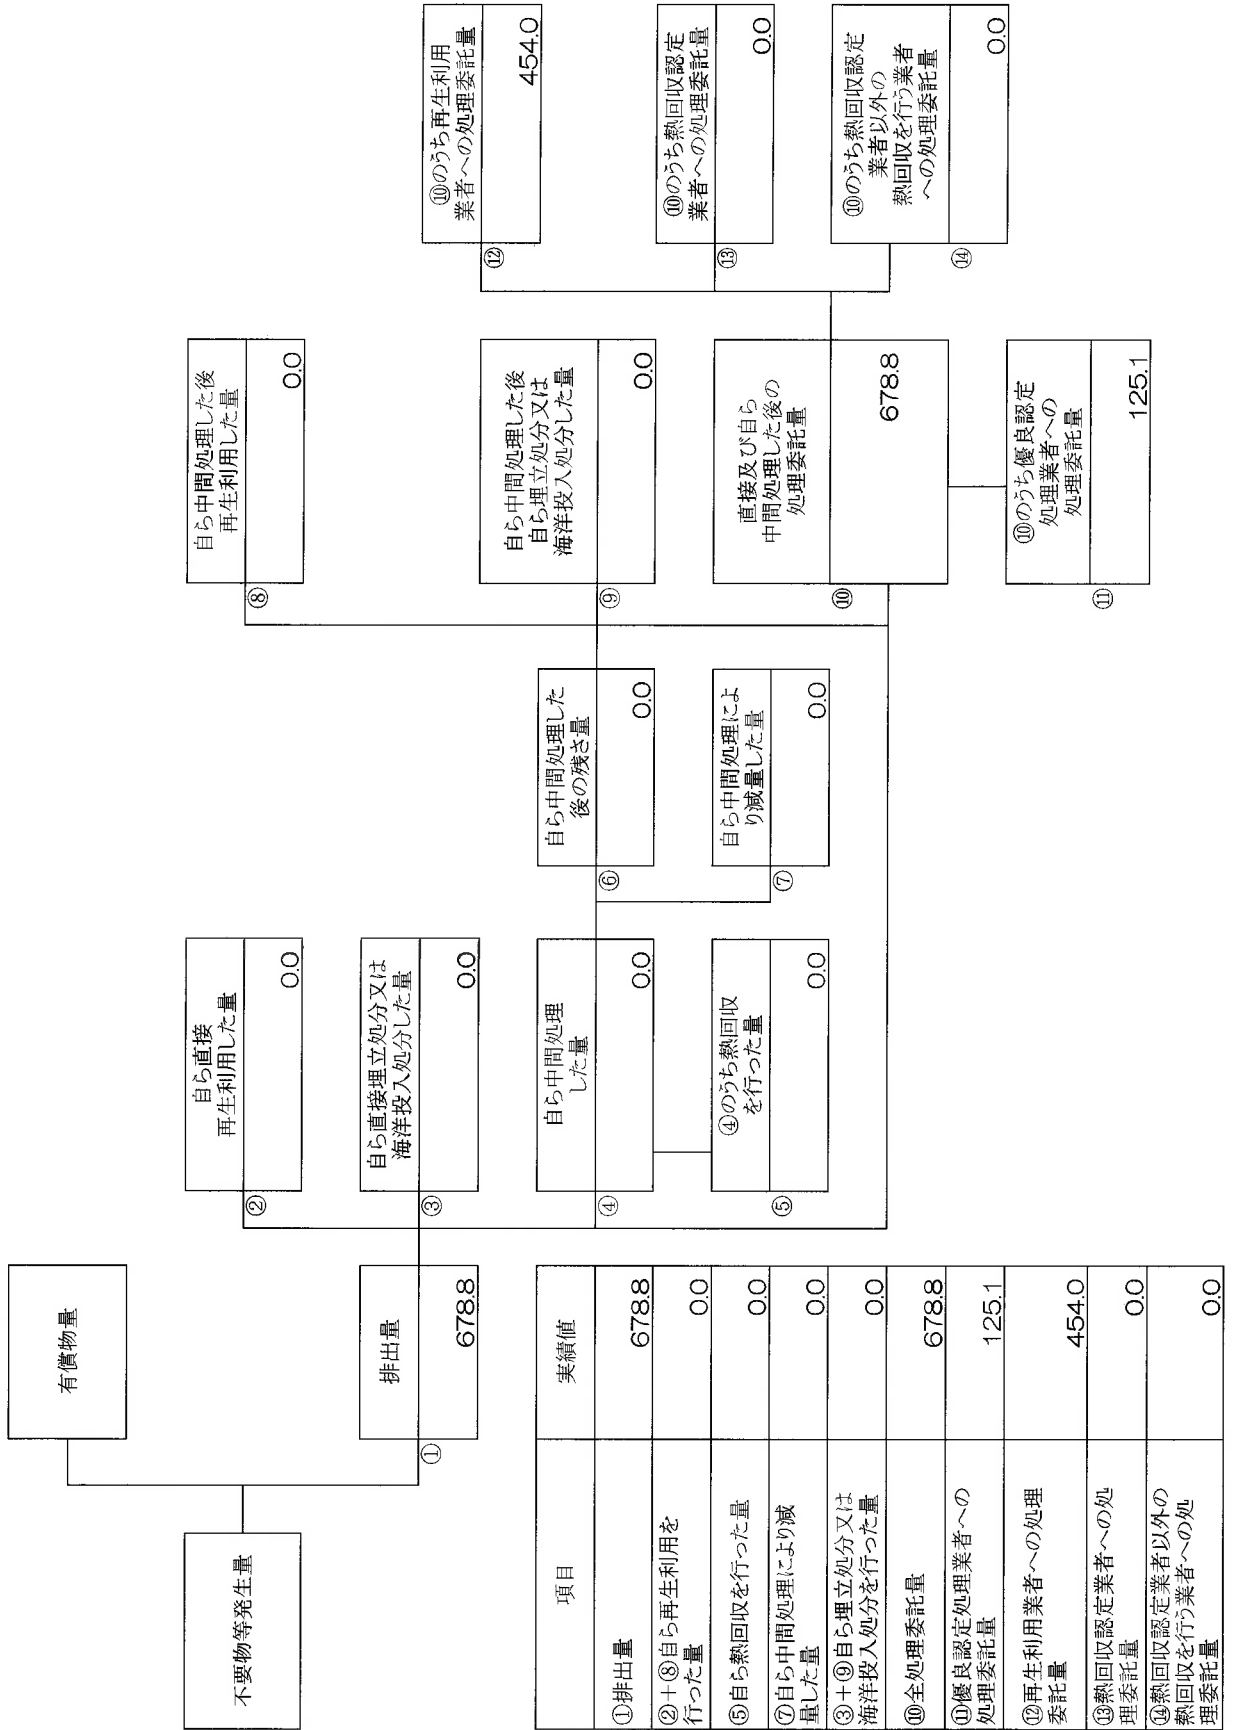 有償物量
不要物等発生量
排出量
①
678.8
自ら直接
再生利用した量
②
0.0
自ら直接埋立処分又は
海洋投入処分した量
③
0.0
自ら中間処理
した量
④
0.0
④のうち熱回収
を行った量
⑤
0.0
自ら中間処理した
後の残さ量
⑥
0.0
自ら中間処理によ
り減量した量
⑦
0.0
自ら中間処理した後
再生利用した量
⑧
0.0
自ら中間処理した後
自ら埋立処分又は
海洋投入処分した量
⑨
0.0
直接及び自ら
中間処理した後の
処理委託量
⑩
678.8
⑩のうち優良認定
処理業者への
処理委託量
⑪
125.1
⑩のうち再生利用
業者への処理委託量
⑫
454.0
⑩のうち熱回収認定
業者への処理委託量
⑬
0.0
⑩のうち熱回収認定
業者以外の
熱回収を行う業者
への処理委託量
⑭
0.0
項目 実績値
①排出量 678.8
②+⑧自ら再生利用を
行った量 0.0
⑤自ら熱回収を行った量 0.0
⑦自ら中間処理により減
量した量 0.0
③+⑨自ら埋立処分又は
海洋投入処分を行った量 0.0
⑩全処理委託量 678.8
⑪優良認定処理業者への
処理委託量 125.1
⑫再生利用業者への処理
委託量 454.0
⑬熱回収認定業者への処
理委託量 0.0
⑭熱回収認定業者以外の
熱回収を行う業者への処
理委託量 0.0